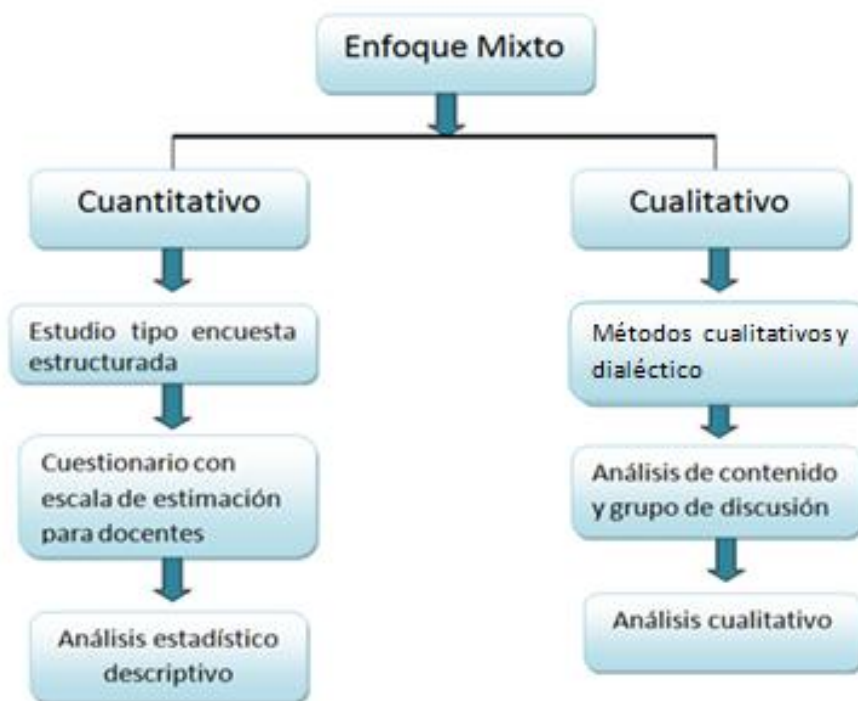 Enfoque Mixto
Cuantitativo
Estudio tipo encuesta
estructurada
Cuestionario con
escala de estimación
para docentes
Análisis estadístico
descriptivo
Cualitativo
Métodos cualitativos y
dialéctico
Análisis de contenido
y grupo de discusión
Análisis cualitativo